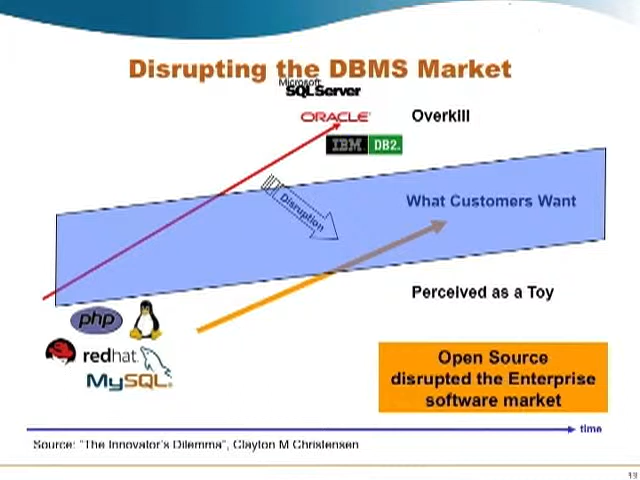 Disrupting the DBMS Market
Microsoft
SQL Server
ORACLE
Overkill
IBM DB2.
Disruption
What Customers Want
Perceived as a Toy
php
redhat.
MySQL
Open Source
disrupted the Enterprise
software market
time
Source: "The Innovator's Dilemma", Clayton M Christensen
19